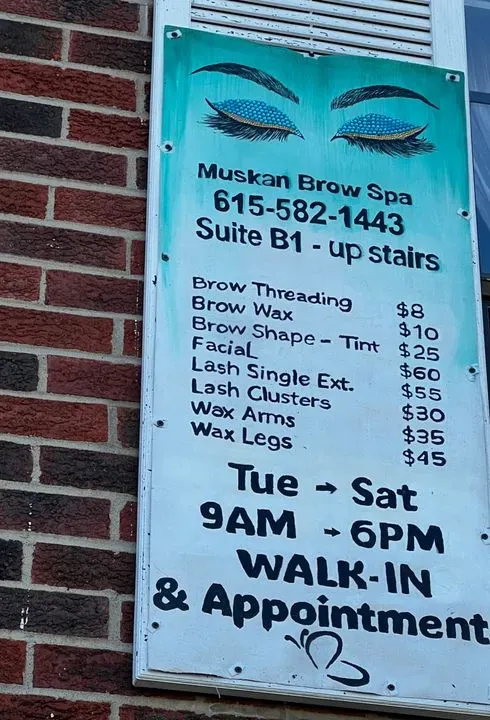 Muskan Brow Spa
615-582-1443
Suite B1 - up stairs
Brow Threading $8
Brow Wax $10
Brow Shape - Tint $25
Facial $60
Lash Single Ext. $55
Lash Clusters $30
Wax Arms $35
Wax Legs $45
Tue → Sat
9AM → 6PM
WALK-IN
& Appointment